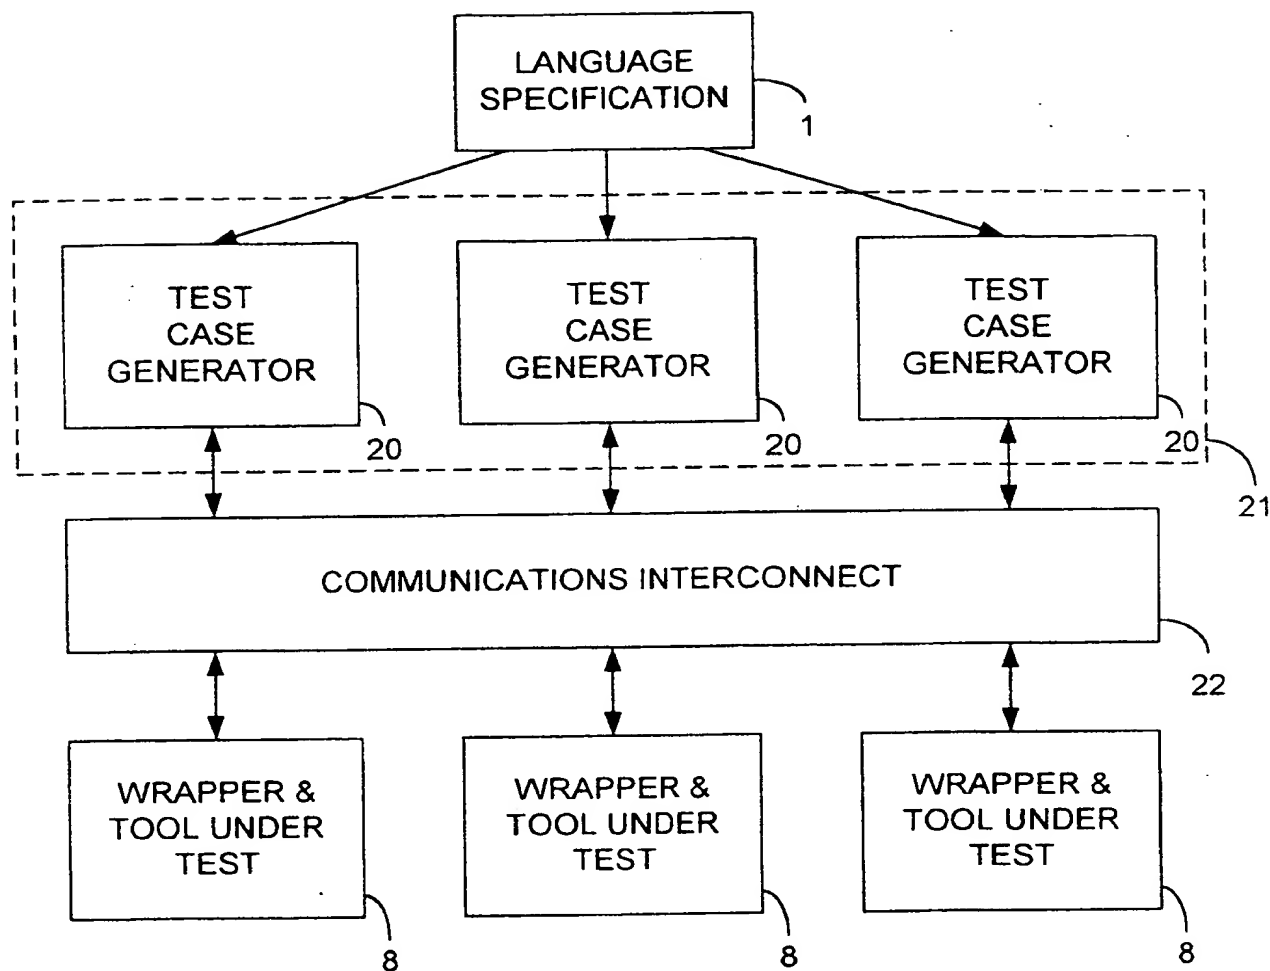 LANGUAGE
SPECIFICATION
1
TEST
CASE
GENERATOR
20
TEST
CASE
GENERATOR
20
TEST
CASE
GENERATOR
20
21
COMMUNICATIONS INTERCONNECT
22
WRAPPER &
TOOL UNDER
TEST
8
WRAPPER &
TOOL UNDER
TEST
8
WRAPPER &
TOOL UNDER
TEST
8